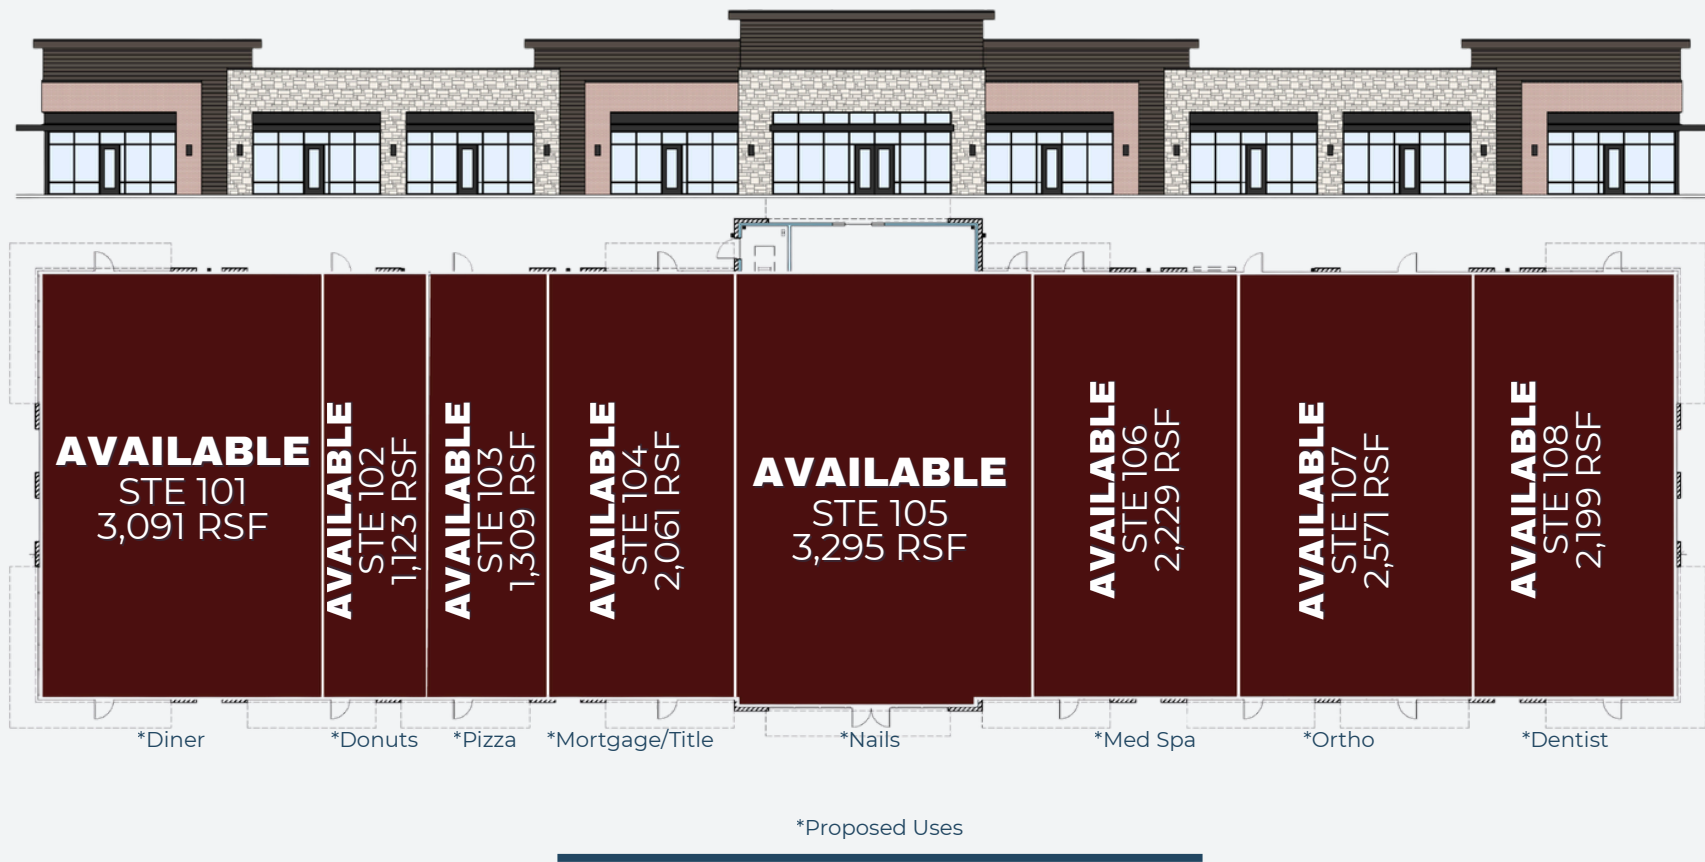 AVAILABLE
STE 101
3,091 RSF
AVAILABLE
STE 102
1,123 RSF
AVAILABLE
STE 103
1,309 RSF
AVAILABLE
STE 104
2,061 RSF
AVAILABLE
STE 105
3,295 RSF
AVAILABLE
STE 106
2,229 RSF
AVAILABLE
STE 107
2,571 RSF
AVAILABLE
STE 108
2,199 RSF
*Diner
*Donuts
*Pizza
*Mortgage/Title
*Nails
*Med Spa
*Ortho
*Dentist
*Proposed Uses